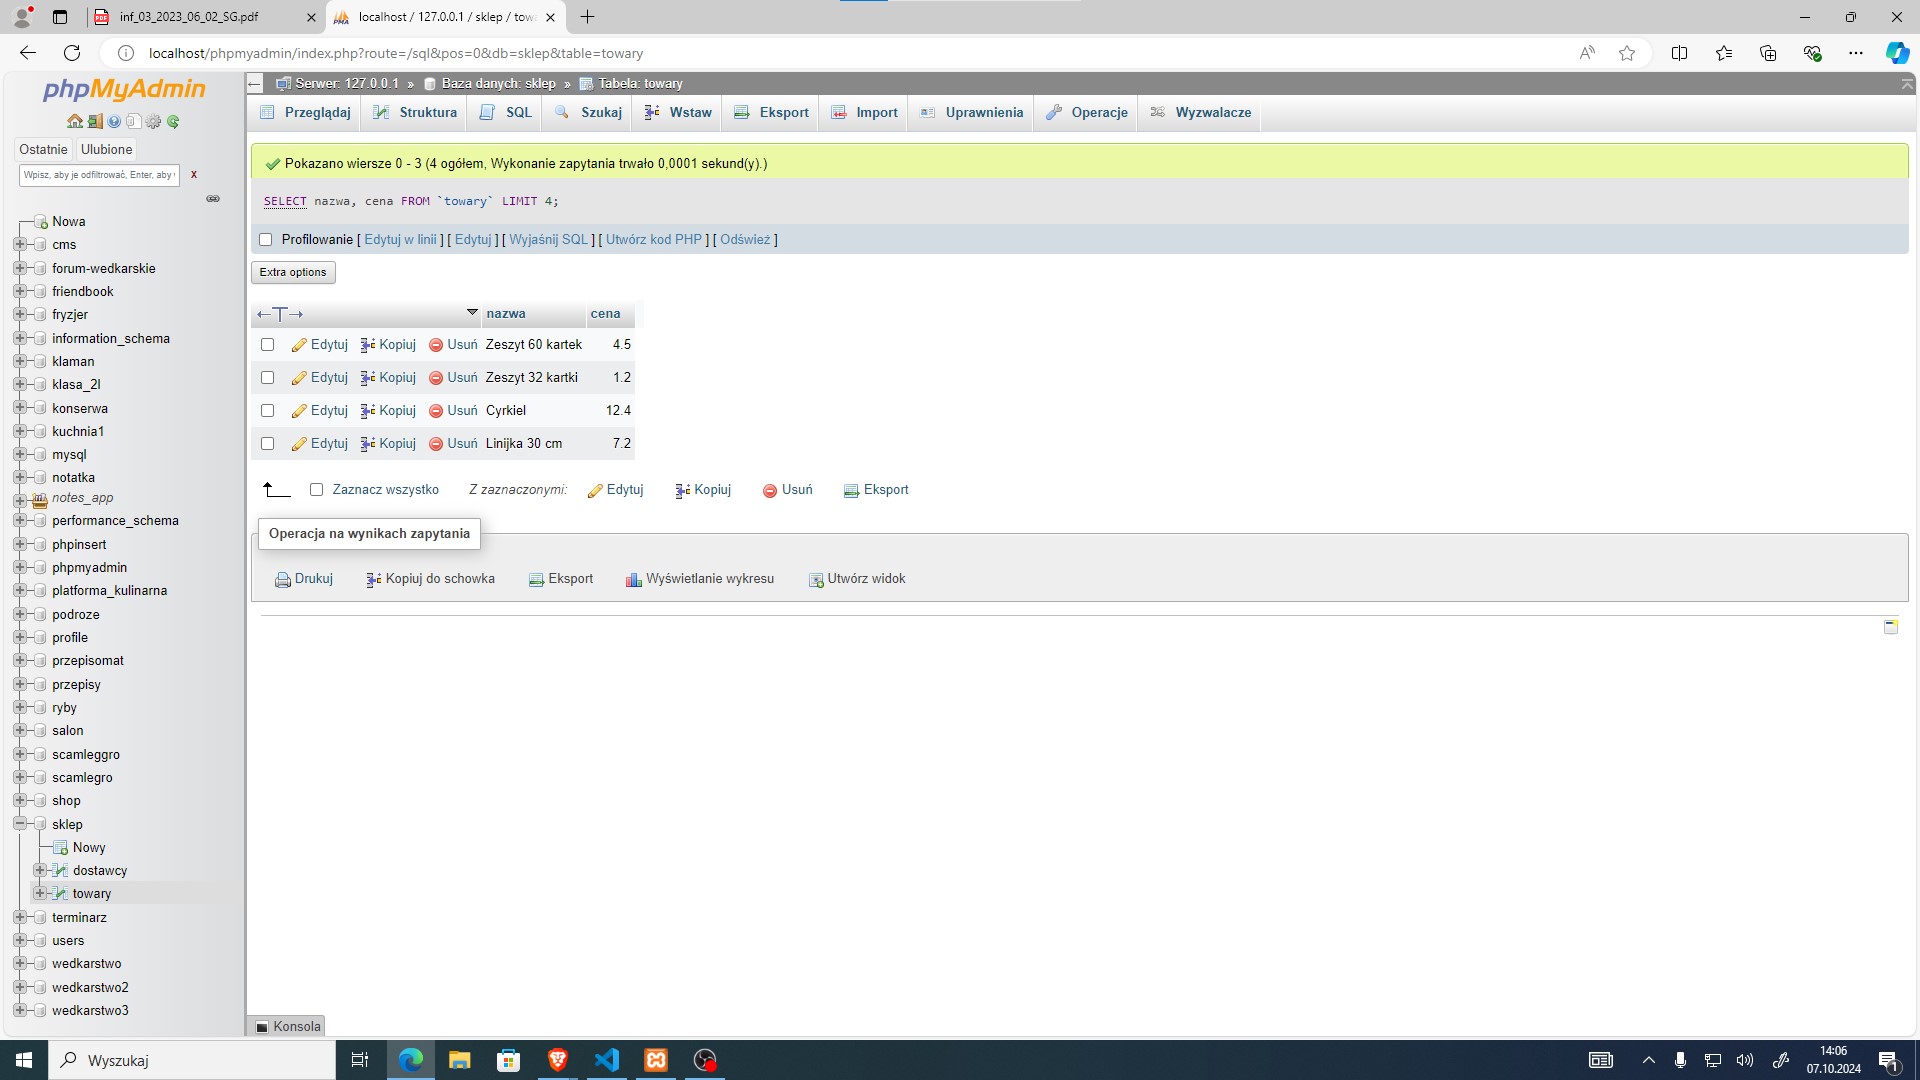 inf_03_2023_06_02_SG.pdf
localhost / 127.0.0.1 / sklep / towa
localhost/phpmyadmin/index.php?route=/sql&pos=0&db=sklep&table=towary
phpMyAdmin
Ostatnie Ulubione
Wpisz, aby je odfiltrować, Enter, aby X
Nowa
cms
forum-wedkarskie
friendbook
fryzjer
information_schema
klaman
klasa_2l
konserwa
kuchnia1
mysql
notatka
notes_app
performance_schema
phpinsert
phpmyadmin
platforma_kulinarna
podroze
profile
przepisomat
przepisy
ryby
salon
scamleggro
scamlegro
shop
sklep
Nowy
dostawcy
towary
terminarz
users
wedkarstwo
wedkarstwo2
wedkarstwo3
Serwer: 127.0.0.1 » Baza danych: sklep » Tabela: towary
Przeglądaj Struktura SQL Szukaj Wstaw Eksport Import Uprawnienia Operacje Wyzwalacze
Pokazano wiersze 0 - 3 (4 ogółem, Wykonanie zapytania trwało 0,0001 sekund(y).)
SELECT nazwa, cena FROM `towary` LIMIT 4;
Profilowanie [ Edytuj w linii ] [ Edytuj ] [ Wyjaśnij SQL ] [ Utwórz kod PHP ] [ Odśwież ]
Extra options
←T→ nazwa cena
Edytuj Kopiuj Usuń Zeszyt 60 kartek 4.5
Edytuj Kopiuj Usuń Zeszyt 32 kartki 1.2
Edytuj Kopiuj Usuń Cyrkiel 12.4
Edytuj Kopiuj Usuń Linijka 30 cm 7.2
Zaznacz wszystko Z zaznaczonymi: Edytuj Kopiuj Usuń Eksport
Operacja na wynikach zapytania
Drukuj Kopiuj do schowka Eksport Wyświetlanie wykresu Utwórz widok
Konsola
Wyszukaj
14:06
07.10.2024
1